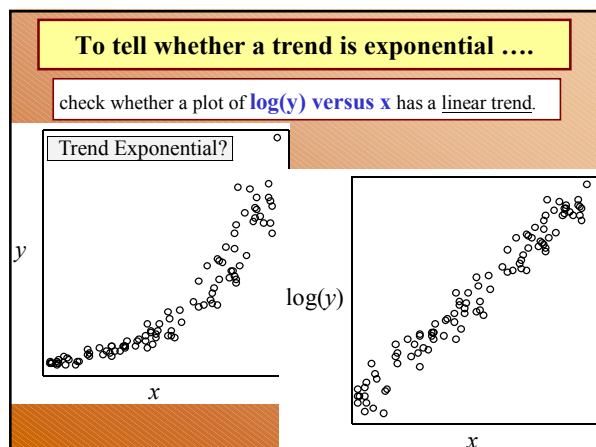 To tell whether a trend is exponential ....
check whether a plot of log(y) versus x has a linear trend.
Trend Exponential?
y
x
log(y)
x